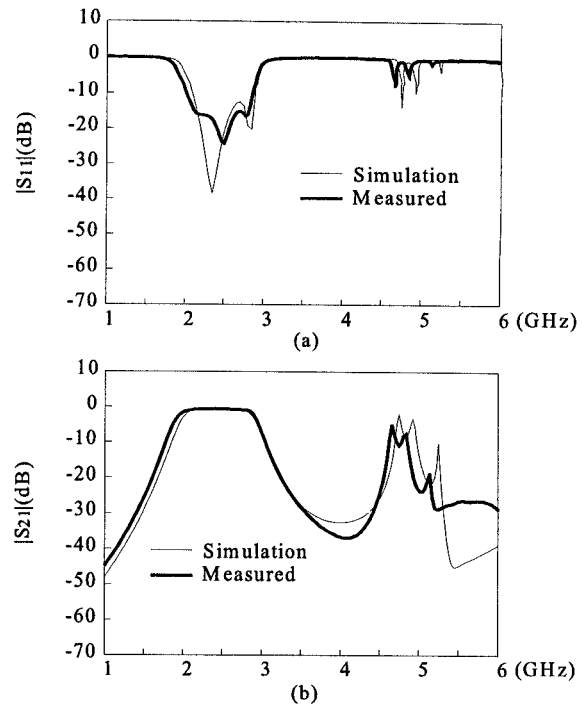 10
0
-10
-20
-30
-40
-50
-60
-70
|S11|(dB)
Simulation
Measured
1 2 3 4 5 6 (GHz)
(a)
10
0
-10
-20
-30
-40
-50
-60
-70
|S21|(dB)
Simulation
Measured
1 2 3 4 5 6 (GHz)
(b)